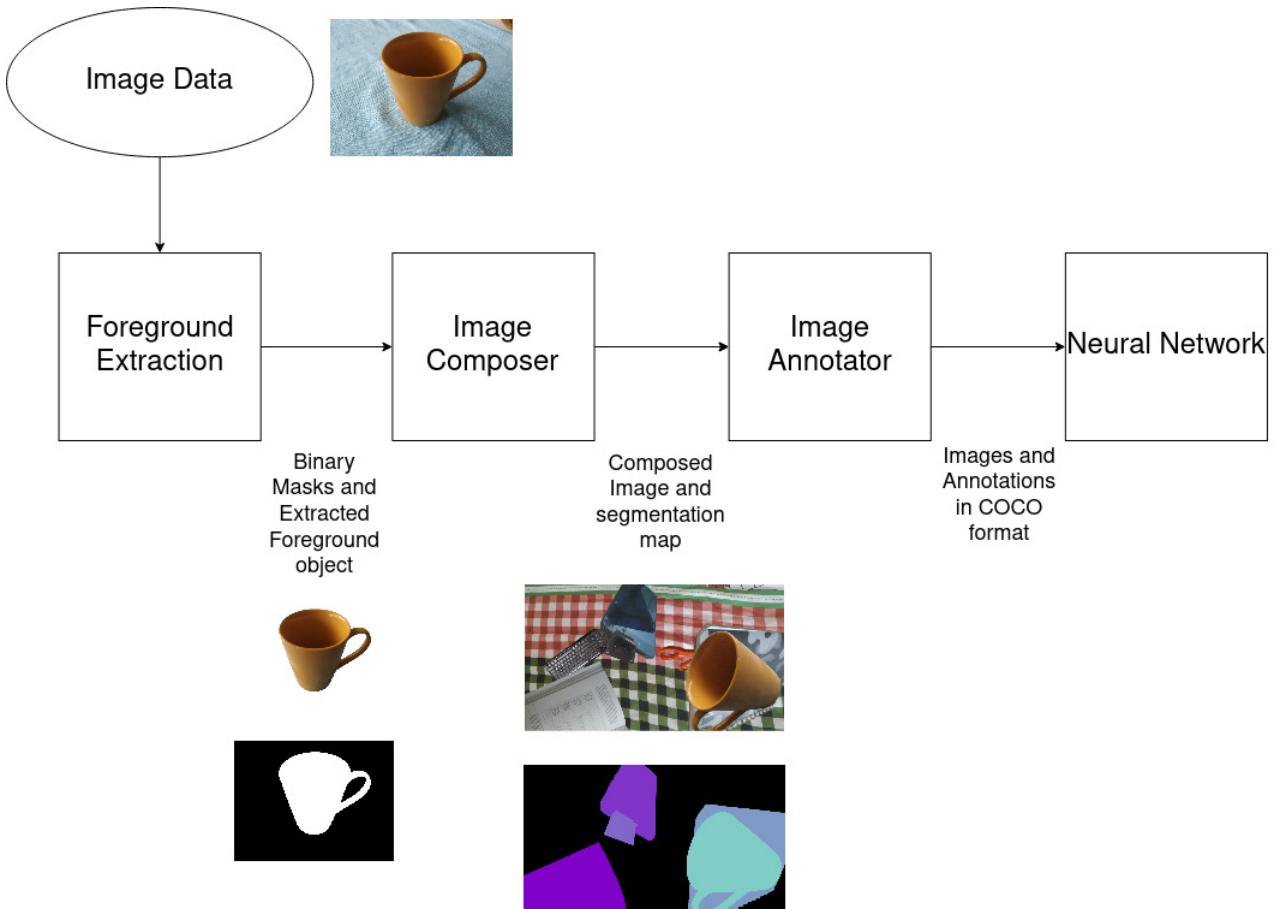 Image Data
Foreground
Extraction
Image
Composer
Image
Annotator
Neural Network
Binary
Masks and
Extracted
Foreground
object
Composed
Image and
segmentation
map
Images and
Annotations
in COCO
format